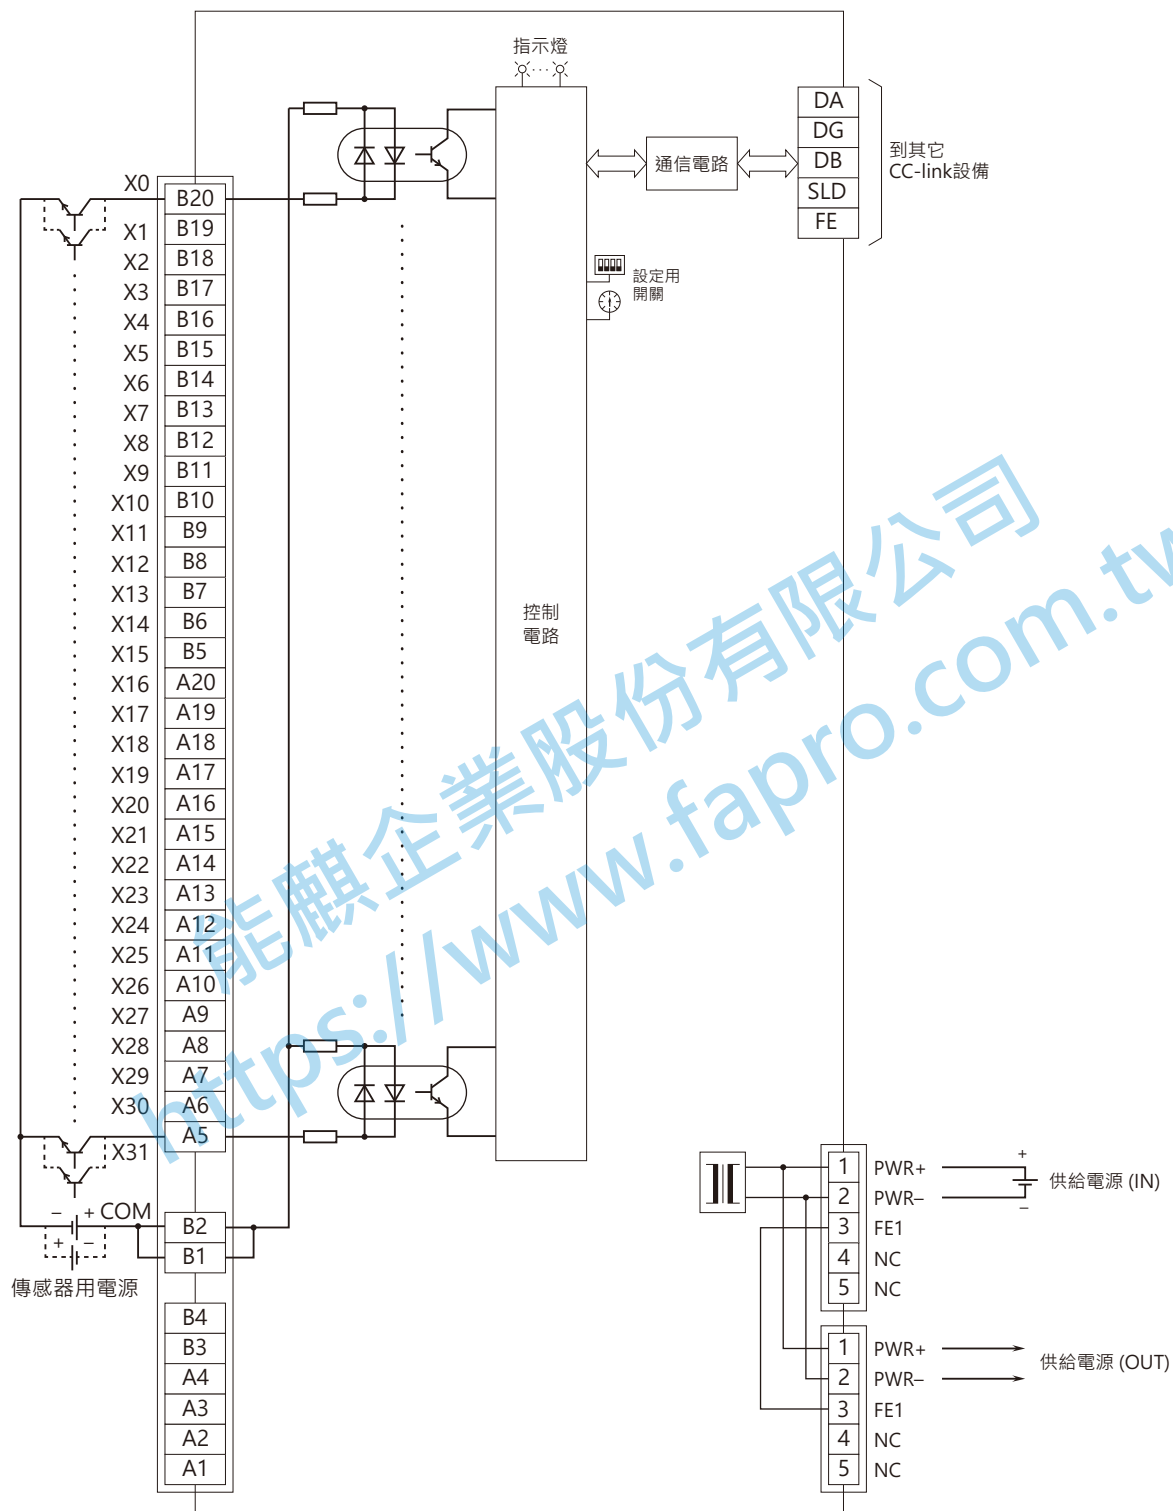 指示燈
DA
DG
DB
SLD
FE
到其它
CC-link設備
通信電路
設定用
開關
控制
電路
X0 B20
X1 B19
X2 B18
X3 B17
X4 B16
X5 B15
X6 B14
X7 B13
X8 B12
X9 B11
X10 B10
X11 B9
X12 B8
X13 B7
X14 B6
X15 B5
X16 A20
X17 A19
X18 A18
X19 A17
X20 A16
X21 A15
X22 A14
X23 A13
X24 A12
X25 A11
X26 A10
X27 A9
X28 A8
X29 A7
X30 A6
X31 A5
− + COM B2
+ − B1
傳感器用電源
B4
B3
A4
A3
A2
A1
1 PWR+
2 PWR−
3 FE1
4 NC
5 NC
+
−
供給電源 (IN)
1 PWR+
2 PWR−
3 FE1
4 NC
5 NC
供給電源 (OUT)
能麒企業股份有限公司
https://www.fapro.com.tw